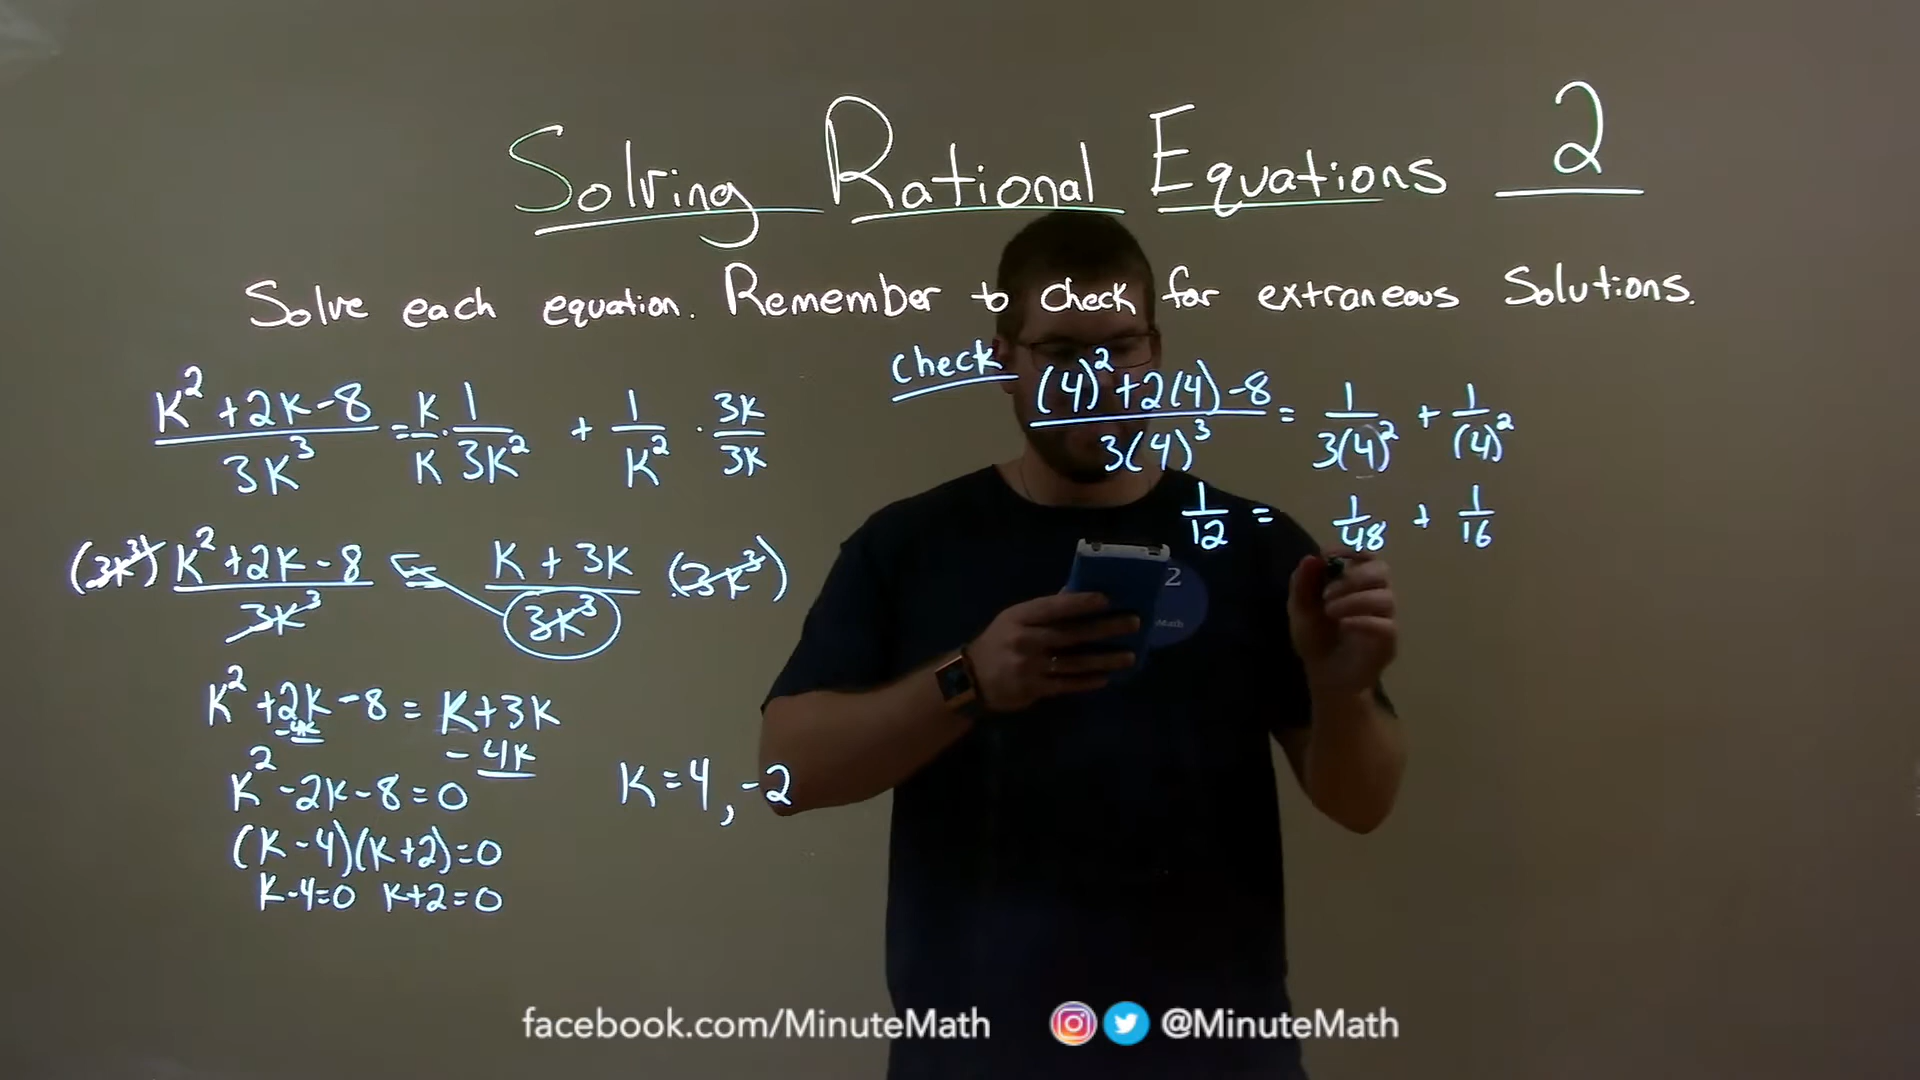 Solving Rational Equations 2
Solve each equation. Remember to check for extraneous solutions.
K² + 2K - 8 / 3K³ = K/K · 1/3K² + 1/K² · 3K/3K
(3K³) K² + 2K - 8 / 3K³ = K + 3K / 3K³ (3K³)
K² + 2K - 8 = K + 3K
-4K - 4K
K² - 2K - 8 = 0
(K - 4)(K + 2) = 0
K - 4 = 0 K + 2 = 0
K = 4, -2
Check
(4)² + 2(4) - 8 / 3(4)³ = 1/3(4)² + 1/(4)²
1/12 = 1/48 + 1/16
2
Math
facebook.com/MinuteMath @MinuteMath